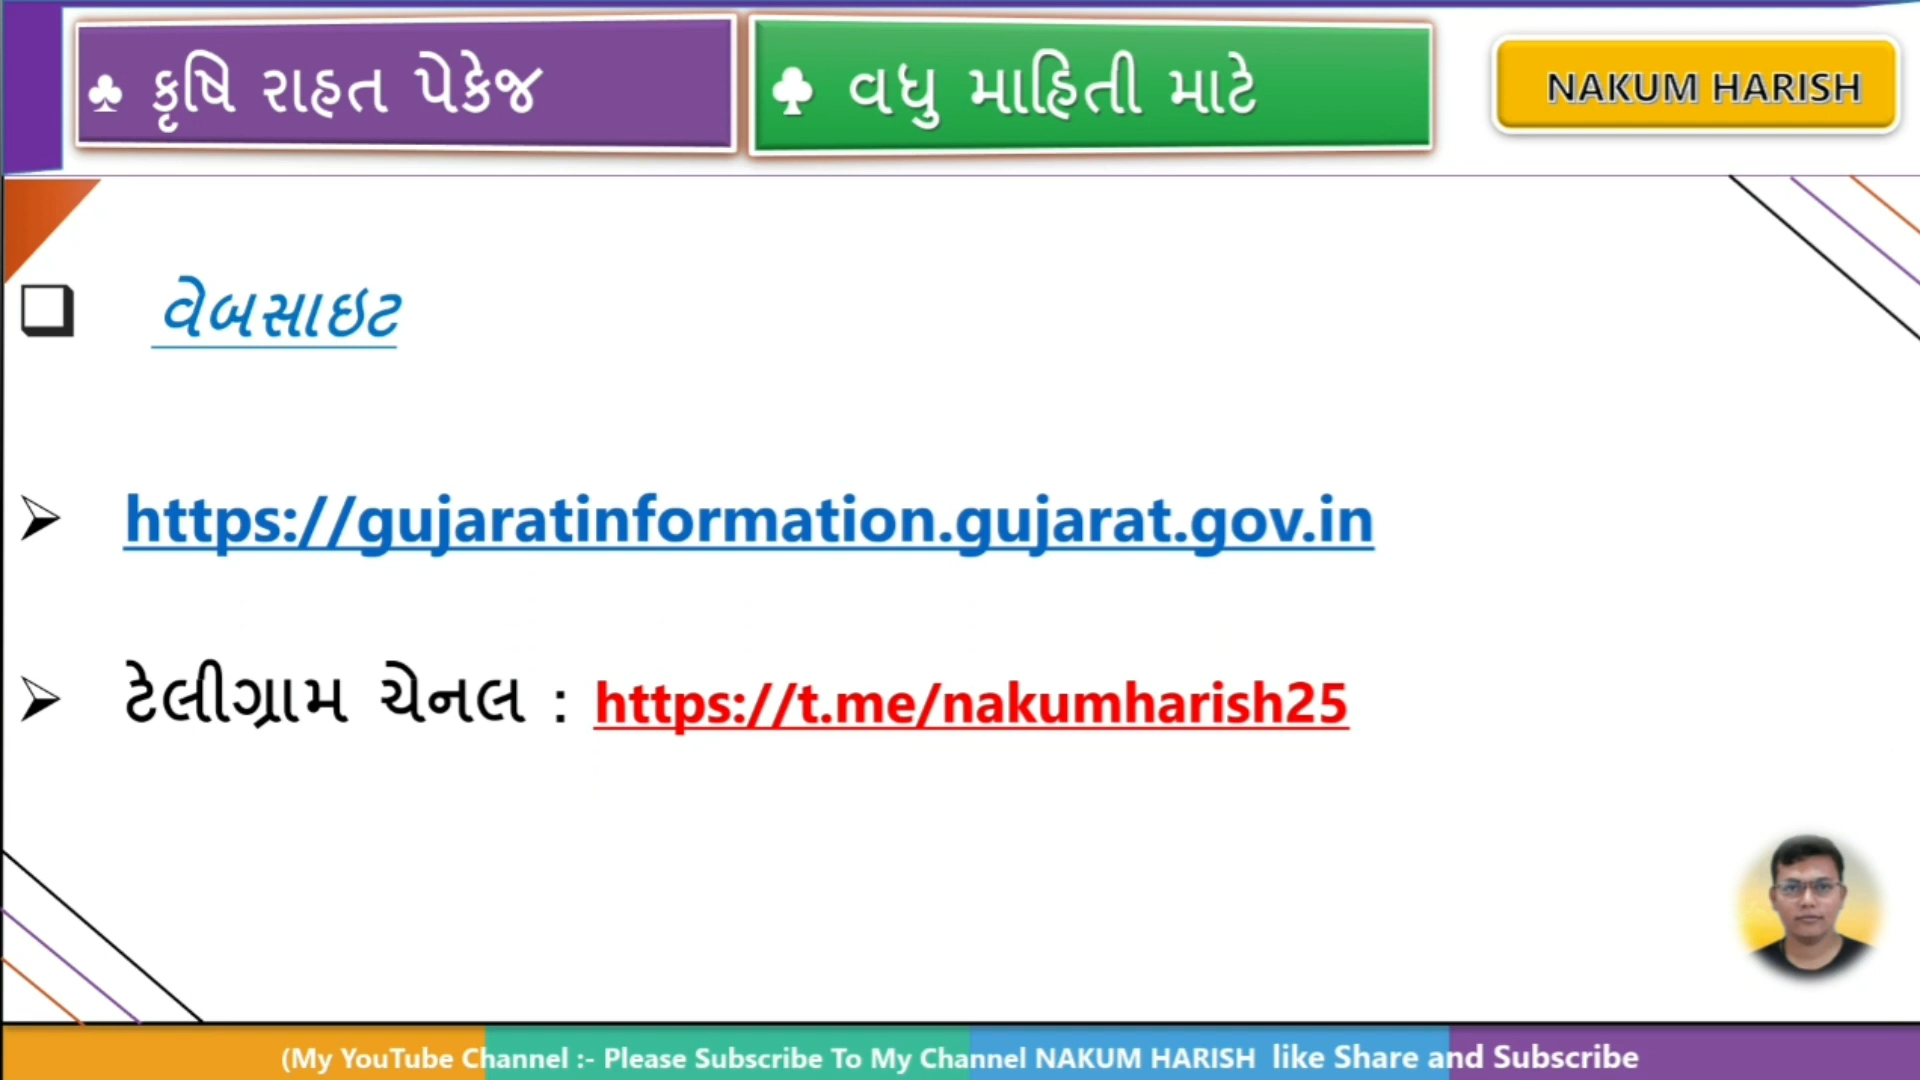 ♣ કૃષિ રાહત પેકેજ
♣ વધુ માહિતી માટે
NAKUM HARISH
વેબસાઇટ
https://gujaratinformation.gujarat.gov.in
ટેલીગ્રામ ચેનલ : https://t.me/nakumharish25
(My YouTube Channel :- Please Subscribe To My Channel NAKUM HARISH like Share and Subscribe